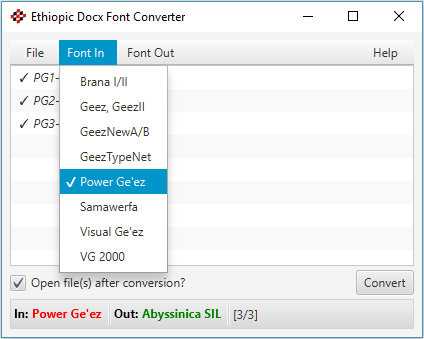 Ethiopic Docx Font Converter
File Font In Font Out Help
✓ PG1-
✓ PG2-
✓ PG3-
Brana I/II
Geez, GeezII
GeezNewA/B
GeezTypeNet
✓ Power Ge'ez
Samawerfa
Visual Ge'ez
VG 2000
Open file(s) after conversion? Convert
In: Power Ge'ez Out: Abyssinica SIL [3/3]